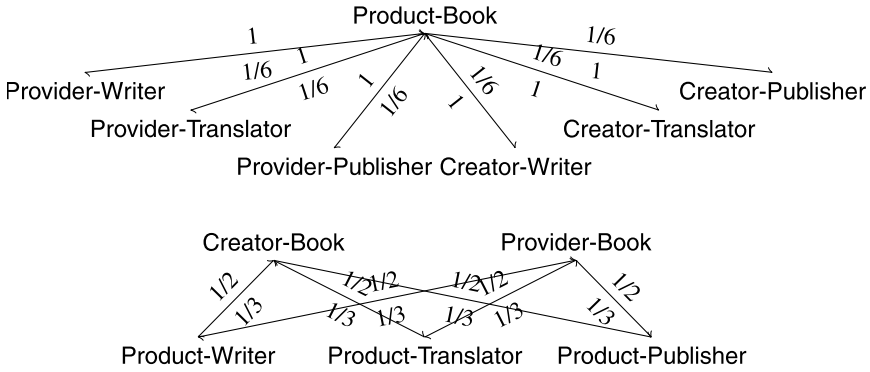 Product-Book
1 1/6
1 1/6 1
1/6 1/6 1
1 1/6
1/6 1
Provider-Writer Creator-Publisher
Provider-Translator Creator-Translator
Provider-Publisher Creator-Writer
Creator-Book Provider-Book
1/2 1/2 1/2 1/2 1/2 1/2
1/3 1/3 1/3 1/3 1/3 1/3
Product-Writer Product-Translator Product-Publisher